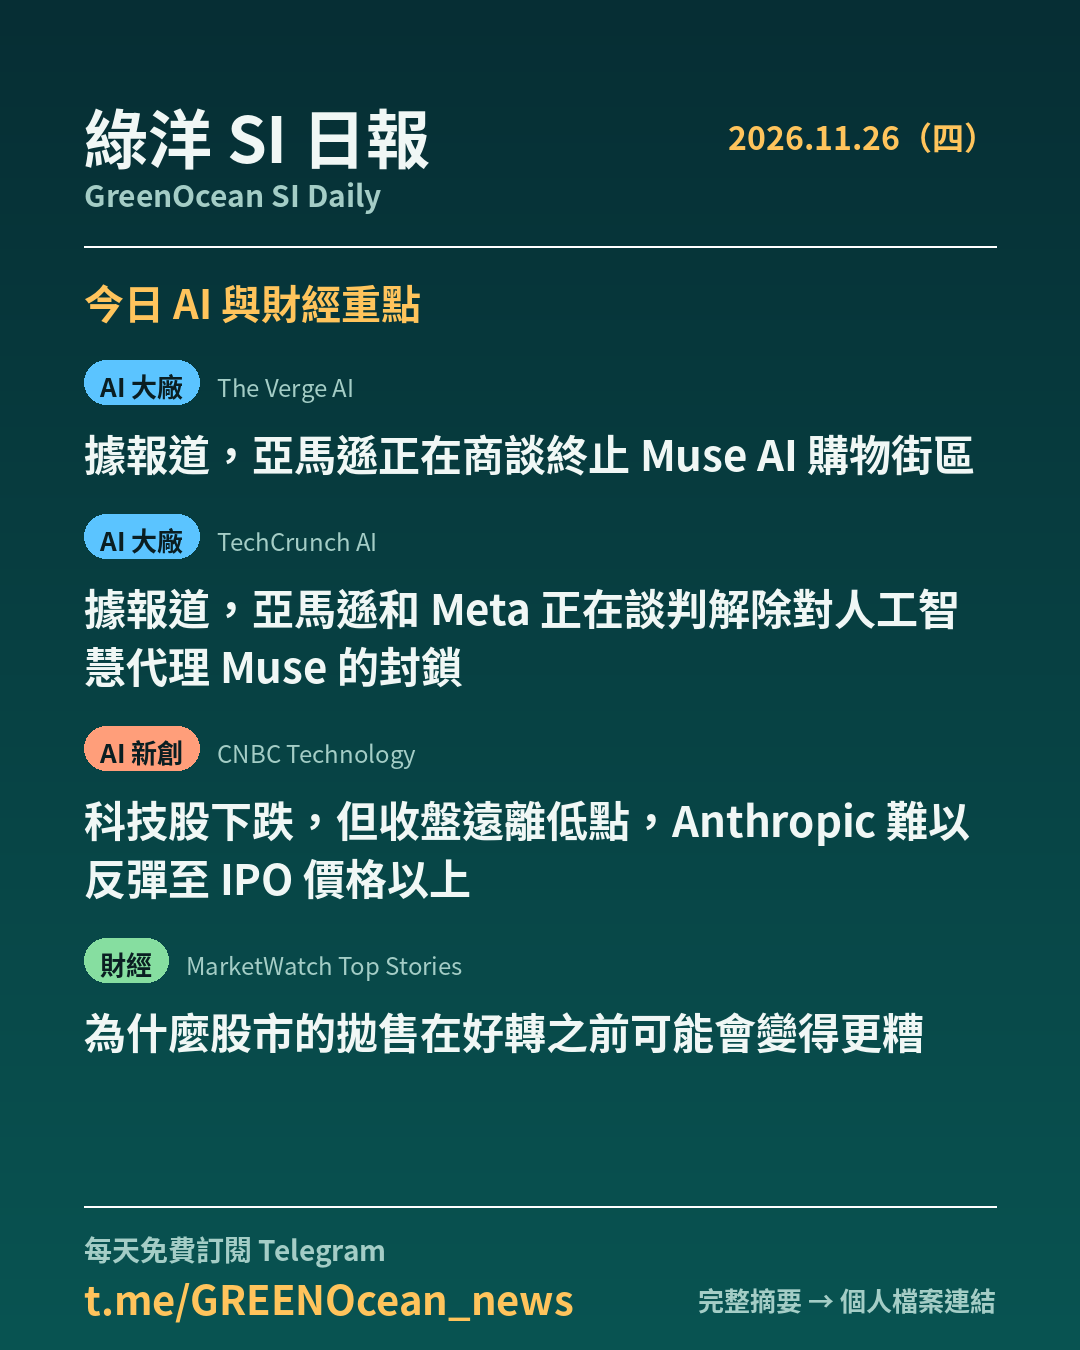 綠洋 SI 日報
2026.11.26（四）
GreenOcean SI Daily
今日 AI 與財經重點
AI 大廠 The Verge AI
據報道，亞馬遜正在商談終止 Muse AI 購物街區
AI 大廠 TechCrunch AI
據報道，亞馬遜和 Meta 正在談判解除對人工智
慧代理 Muse 的封鎖
AI 新創 CNBC Technology
科技股下跌，但收盤遠離低點，Anthropic 難以
反彈至 IPO 價格以上
財經 MarketWatch Top Stories
為什麼股市的拋售在好轉之前可能會變得更糟
每天免費訂閱 Telegram
t.me/GREENOcean_news
完整摘要 → 個人檔案連結